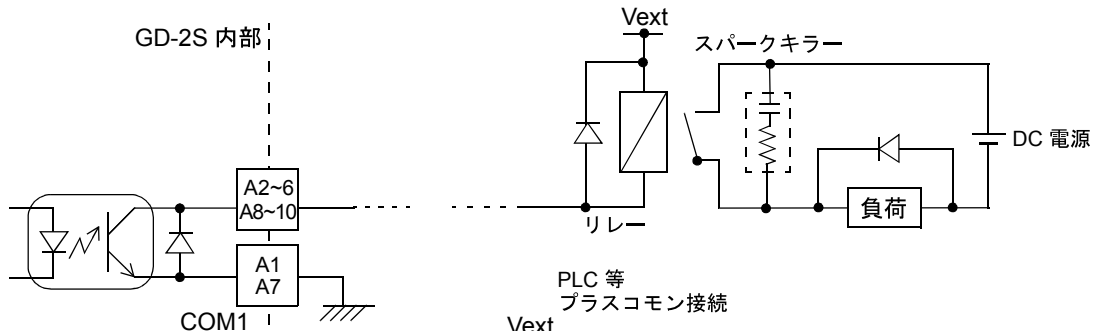 Vext
GD-2S 内部
スパークキラー
DC 電源
A2~6
A8~10
負荷
リレー
A1
A7
PLC 等
プラスコモン接続
COM1
Vext